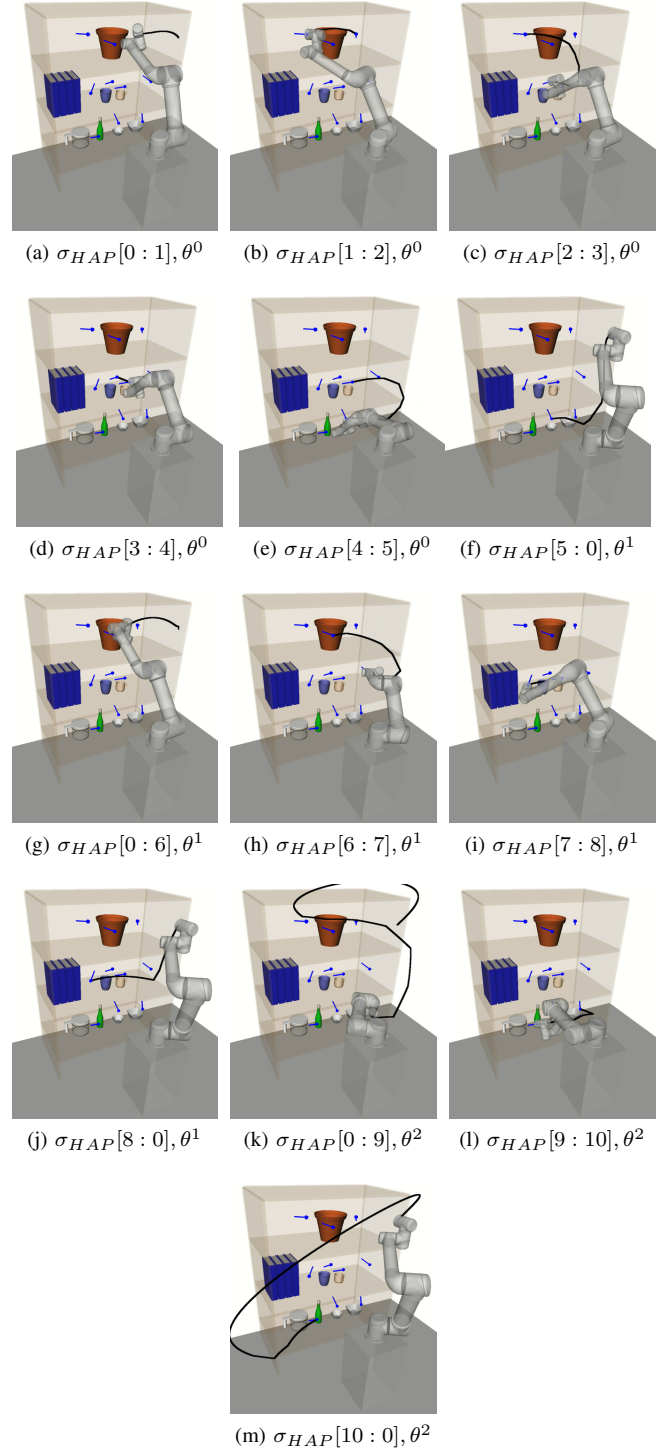 (a) σ_{HAP}[0 : 1], θ^0
(b) σ_{HAP}[1 : 2], θ^0
(c) σ_{HAP}[2 : 3], θ^0
(d) σ_{HAP}[3 : 4], θ^0
(e) σ_{HAP}[4 : 5], θ^0
(f) σ_{HAP}[5 : 0], θ^1
(g) σ_{HAP}[0 : 6], θ^1
(h) σ_{HAP}[6 : 7], θ^1
(i) σ_{HAP}[7 : 8], θ^1
(j) σ_{HAP}[8 : 0], θ^1
(k) σ_{HAP}[0 : 9], θ^2
(l) σ_{HAP}[9 : 10], θ^2
(m) σ_{HAP}[10 : 0], θ^2